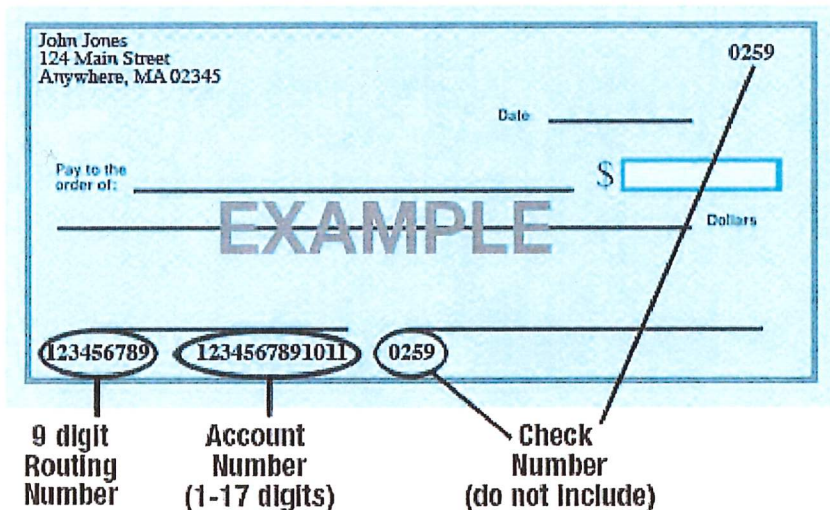 John Jones
124 Main Street
Anywhere, MA 02345
0259
Date
Pay to the
order of:
$
Dollars
EXAMPLE
123456789 1234567891011 0259
9 digit
Routing
Number
Account
Number
(1-17 digits)
Check
Number
(do not include)